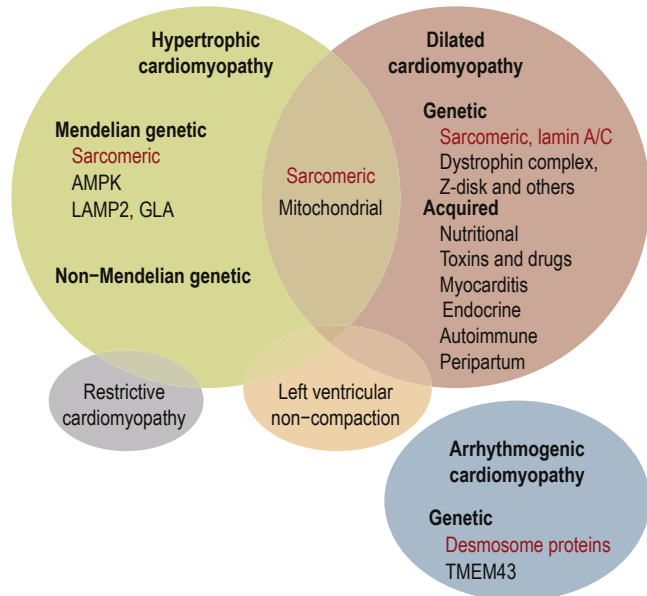 Hypertrophic
cardiomyopathy
Mendelian genetic
Sarcomeric
AMPK
LAMP2, GLA
Non−Mendelian genetic
Sarcomeric
Mitochondrial
Dilated
cardiomyopathy
Genetic
Sarcomeric, lamin A/C
Dystrophin complex,
Z-disk and others
Acquired
Nutritional
Toxins and drugs
Myocarditis
Endocrine
Autoimmune
Peripartum
Restrictive
cardiomyopathy
Left ventricular
non−compaction
Arrhythmogenic
cardiomyopathy
Genetic
Desmosome proteins
TMEM43